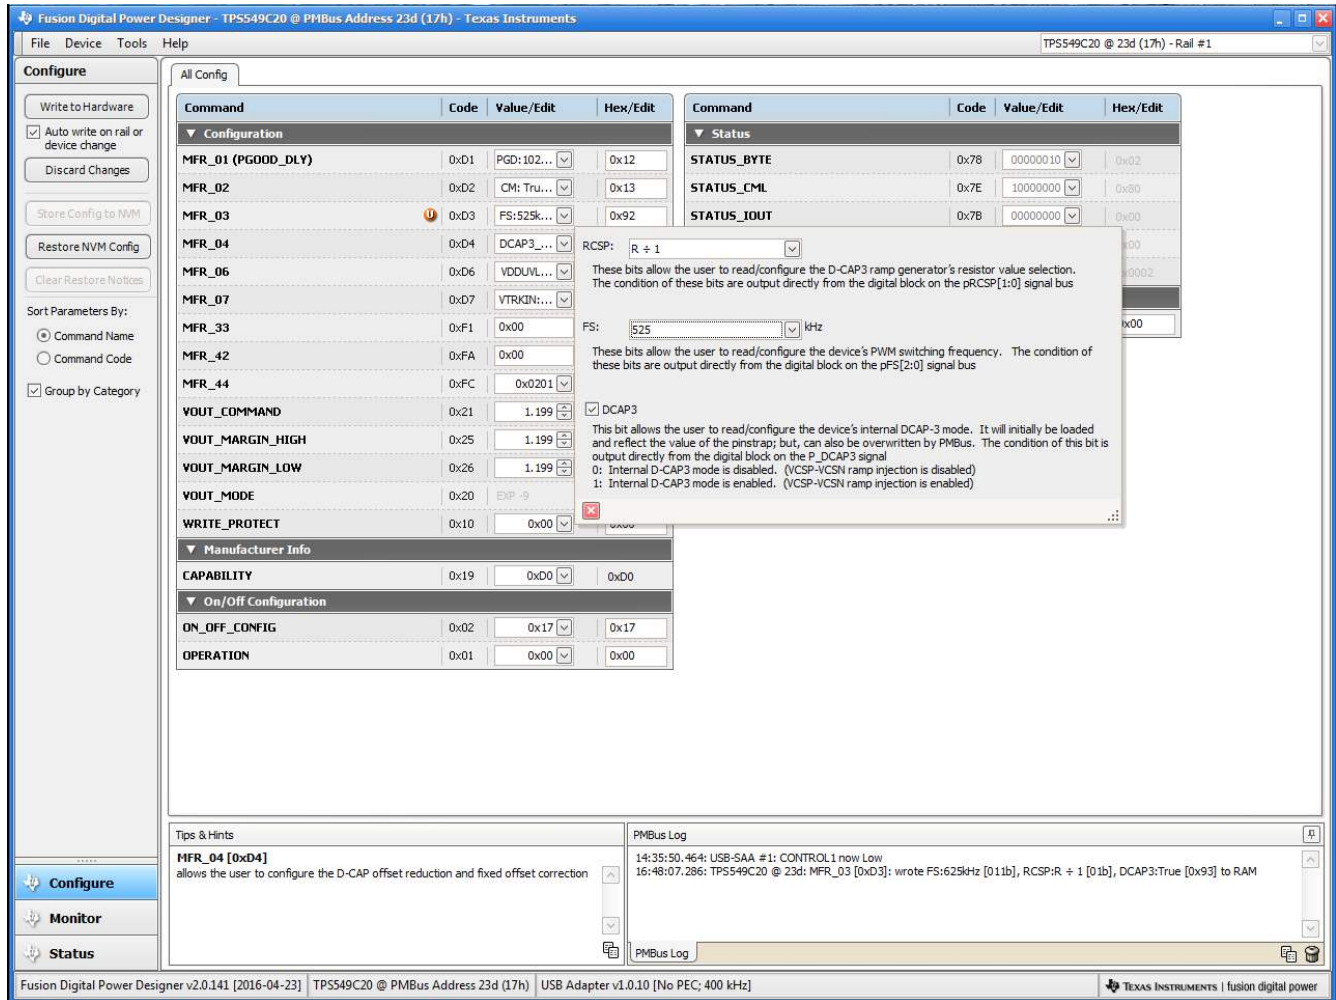 Fusion Digital Power Designer - TPS549C20 @ PMBus Address 23d (17h) - Texas Instruments
File Device Tools Help
TPS549C20 @ 23d (17h) - Rail #1
Configure
All Config
Write to Hardware
Auto write on rail or
device change
Discard Changes
Store Config to NVM
Restore NVM Config
Clear Restore Notices
Sort Parameters By:
Command Name
Command Code
Group by Category
Command Code Value/Edit Hex/Edit
▼ Configuration
MFR_01 (PGOOD_DLY) 0xD1 PGD:102... 0x12
MFR_02 0xD2 CM: Tru... 0x13
MFR_03 0xD3 FS:525k... 0x92
MFR_04 0xD4 DCAP3_...
MFR_06 0xD6 VDDUVL...
MFR_07 0xD7 VTRKIN:...
MFR_33 0xF1 0x00
MFR_42 0xFA 0x00
MFR_44 0xFC 0x0201
VOUT_COMMAND 0x21 1.199
VOUT_MARGIN_HIGH 0x25 1.199
VOUT_MARGIN_LOW 0x26 1.199
VOUT_MODE 0x20 EXP -9
WRITE_PROTECT 0x10 0x00 0x00
▼ Manufacturer Info
CAPABILITY 0x19 0xD0 0xD0
▼ On/Off Configuration
ON_OFF_CONFIG 0x02 0x17 0x17
OPERATION 0x01 0x00 0x00
Command Code Value/Edit Hex/Edit
▼ Status
STATUS_BYTE 0x78 00000010 0x02
STATUS_CML 0x7E 10000000 0x80
STATUS_IOUT 0x7B 00000000 0x00
x00
x0002
x00
RCSP: R ÷ 1
These bits allow the user to read/configure the D-CAP3 ramp generator's resistor value selection.
The condition of these bits are output directly from the digital block on the pRCSP[1:0] signal bus
FS: 525 kHz
These bits allow the user to read/configure the device's PWM switching frequency. The condition of
these bits are output directly from the digital block on the pFS[2:0] signal bus
DCAP3
This bit allows the user to read/configure the device's internal DCAP-3 mode. It will initially be loaded
and reflect the value of the pinstrap; but, can also be overwritten by PMBus. The condition of this bit is
output directly from the digital block on the P_DCAP3 signal
0: Internal D-CAP3 mode is disabled. (VCSP-VCSN ramp injection is disabled)
1: Internal D-CAP3 mode is enabled. (VCSP-VCSN ramp injection is enabled)
Tips & Hints
MFR_04 [0xD4]
allows the user to configure the D-CAP offset reduction and fixed offset correction
PMBus Log
14:35:50.464: USB-SAA #1: CONTROL1 now Low
16:48:07.286: TPS549C20 @ 23d: MFR_03 [0xD3]: wrote FS:625kHz [011b], RCSP:R ÷ 1 [01b], DCAP3:True [0x93] to RAM
PMBus Log
Configure
Monitor
Status
Fusion Digital Power Designer v2.0.141 [2016-04-23] TPS549C20 @ PMBus Address 23d (17h) USB Adapter v1.0.10 [No PEC; 400 kHz] TEXAS INSTRUMENTS | fusion digital power